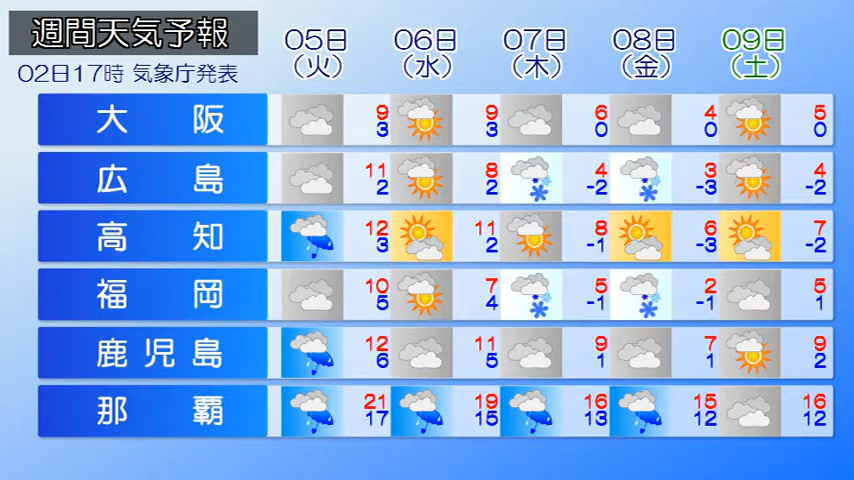 週間天気予報
02日17時 気象庁発表
05日 06日 07日 08日 09日
(火) (水) (木) (金) (土)
大阪 9 3 9 3 6 0 4 0 5 0
広島 11 2 8 2 4 -2 3 -3 4 -2
高知 12 3 11 2 8 -1 6 -3 7 -2
福岡 10 5 7 4 5 -1 2 -1 5 1
鹿児島 12 6 11 5 9 1 7 1 9 2
那覇 21 17 19 15 16 13 15 12 16 12